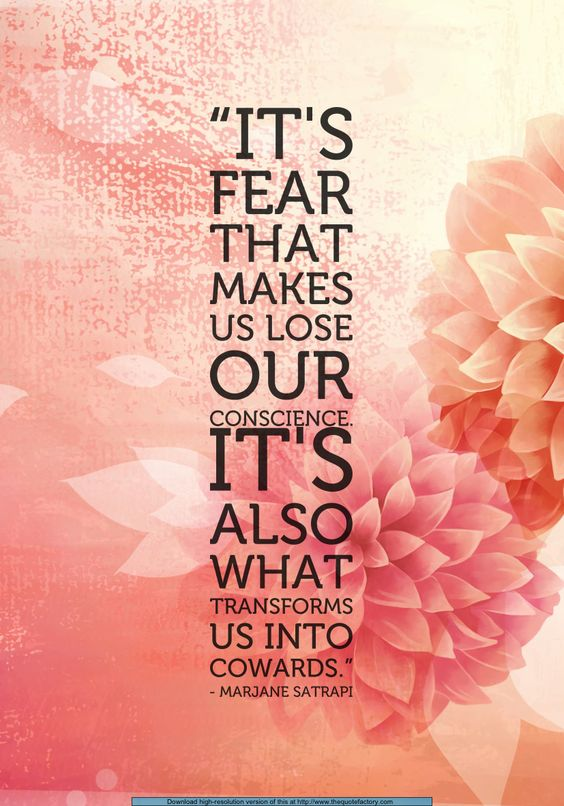 “IT'S
FEAR
THAT
MAKES
US LOSE
OUR
CONSCIENCE.
IT'S
ALSO
WHAT
TRANSFORMS
US INTO
COWARDS.”
- MARJANE SATRAPI
Download high-resolution version of this at http://www.thequotefactory.com